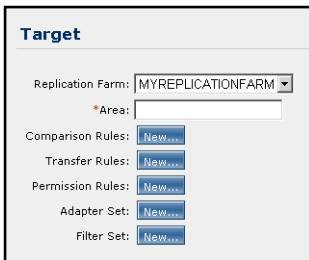 Target
Replication Farm: MYREPLICATIONFARM
*Area:
Comparison Rules: New...
Transfer Rules: New...
Permission Rules: New...
Adapter Set: New...
Filter Set: New...